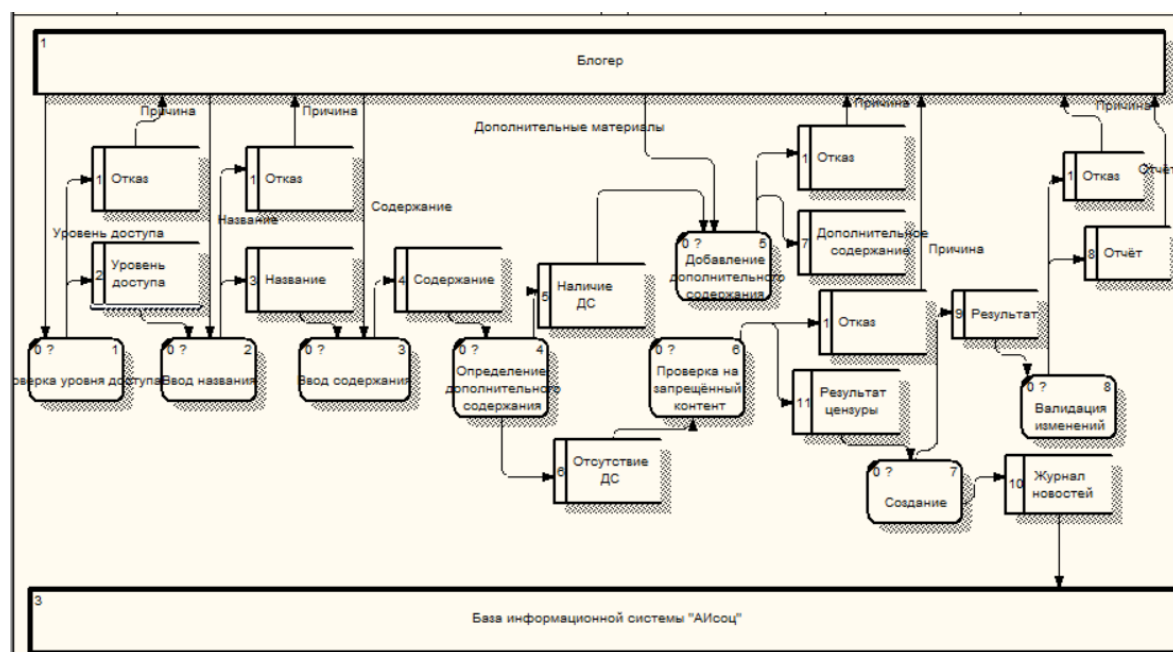 1
Блогер
Причина
Причина
Причина
Причина
Дополнительные материалы
1 Отказ
1 Отказ
1 Отказ
1 Отказ
Отчёт
Содержание
Название
Уровень доступа
2 Уровень
доступа
3 Название
4 Содержание
0 ? 5
Добавление
дополнительного
содержания
7 Дополнительное
содержание
Причина
8 Отчёт
5 Наличие
ДС
1 Отказ
9 Результат
0 ? 1
оверка уровня доступа
0 ? 2
Ввод названия
0 ? 3
Ввод содержания
0 ? 4
Определение
дополнительного
содержания
0 ? 6
Проверка на
запрещённый
контент
11 Результат
цензуры
0 ? 8
Валидация
изменений
6 Отсутствие
ДС
0 ? 7
Создание
10 Журнал
новостей
3
База информационной системы "АИсоц"